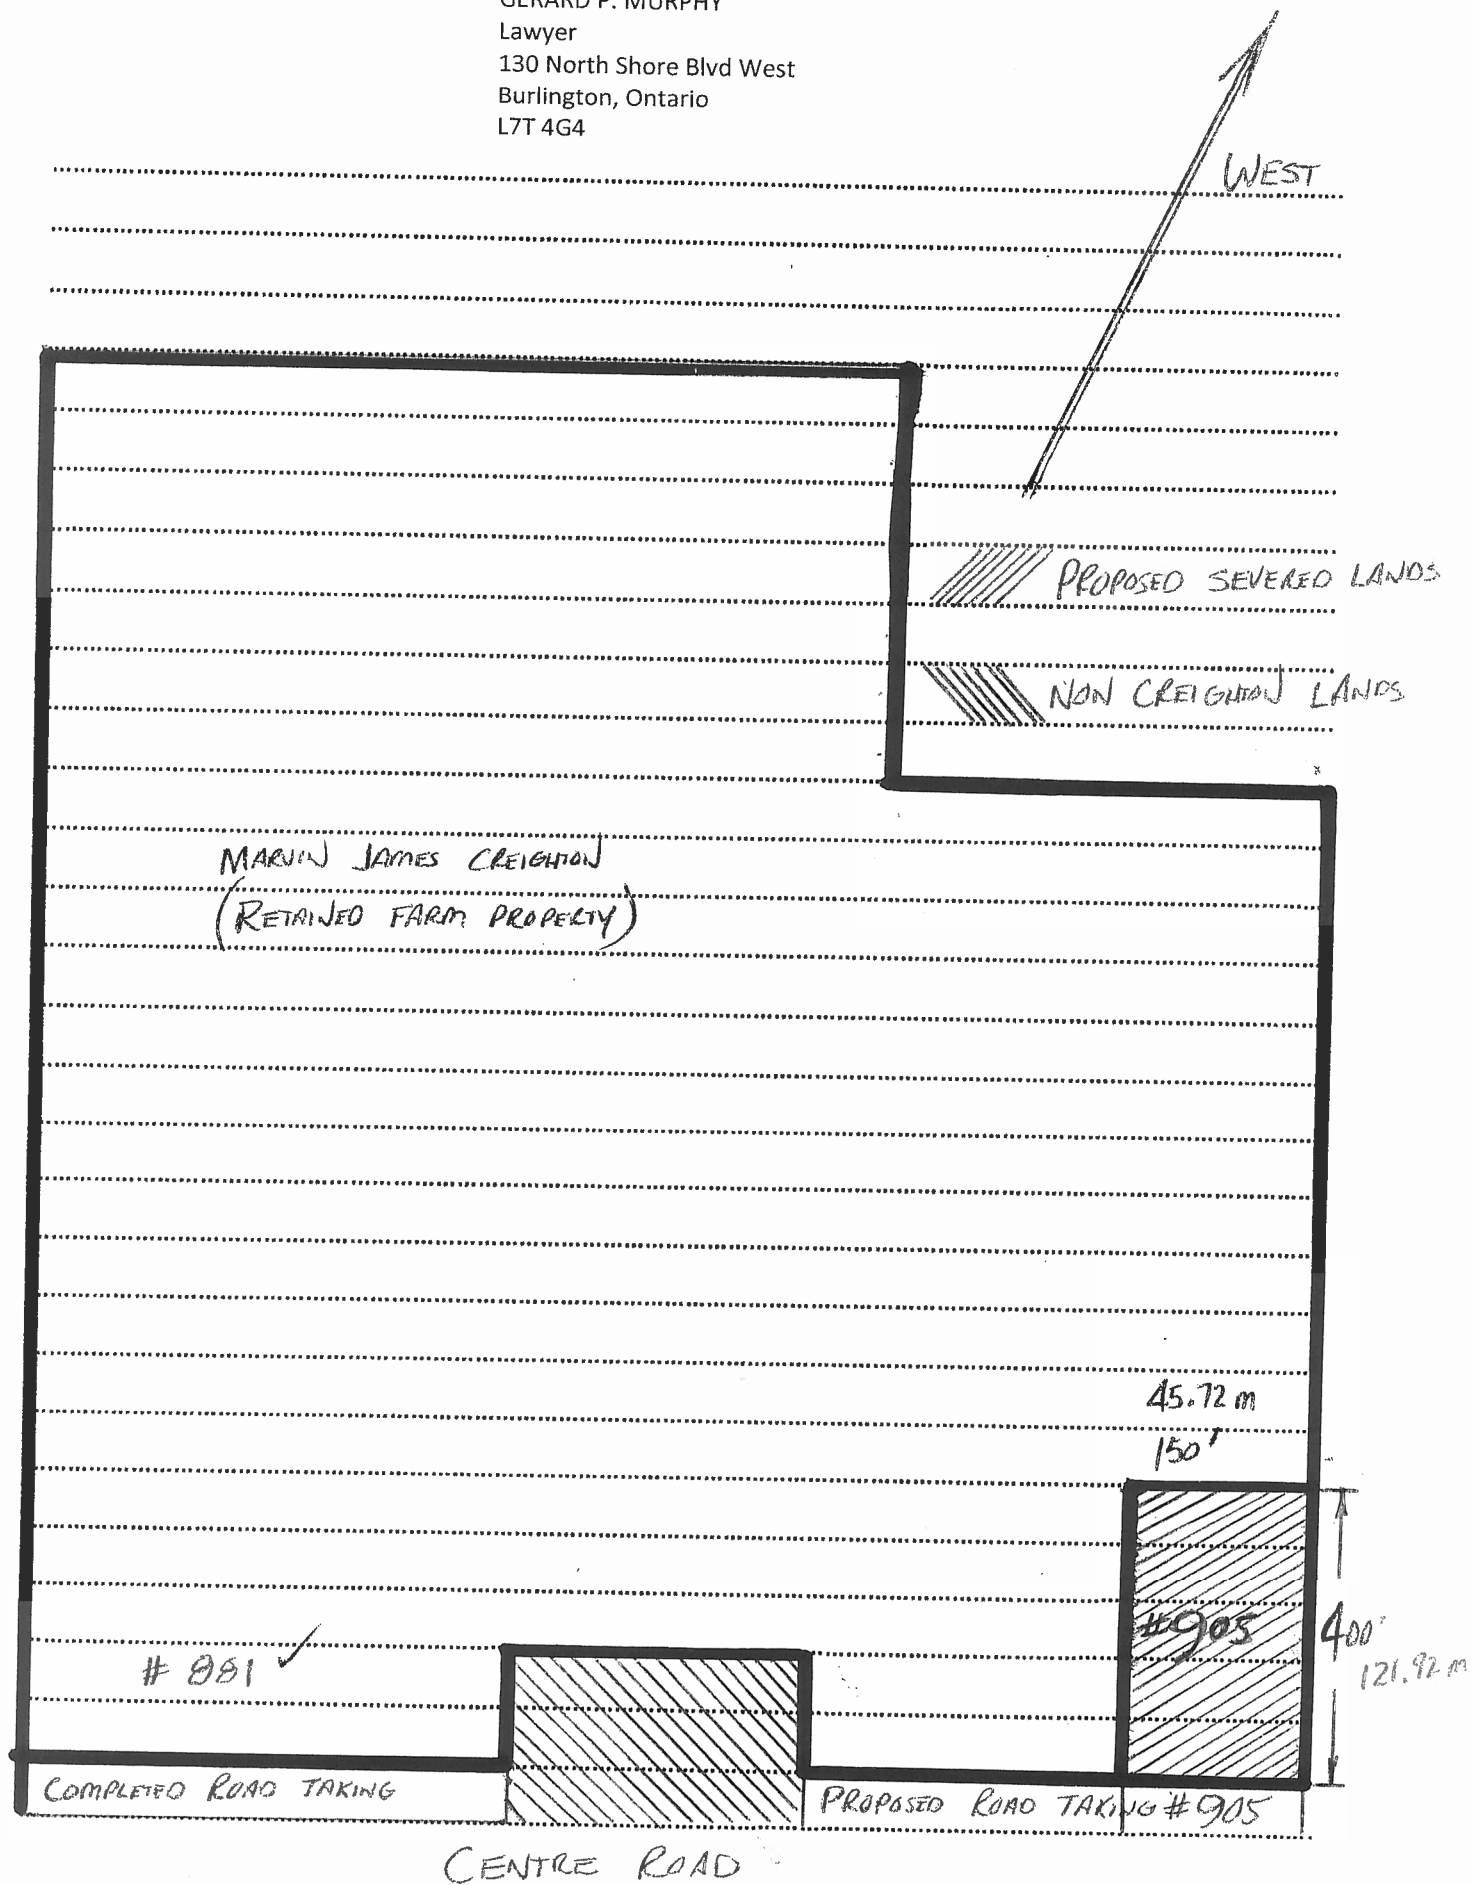 GERARD P. MURPHY
Lawyer
130 North Shore Blvd West
Burlington, Ontario
L7T 4G4
WEST
PROPOSED SEVERED LANDS
NON CREIGHTON LANDS
MARVIN JAMES CREIGHTON
(RETAINED FARM PROPERTY)
45.72 m
150'
#905
400'
121.92 m
# 881 ✓
COMPLETED ROAD TAKING
PROPOSED ROAD TAKING #905
CENTRE ROAD